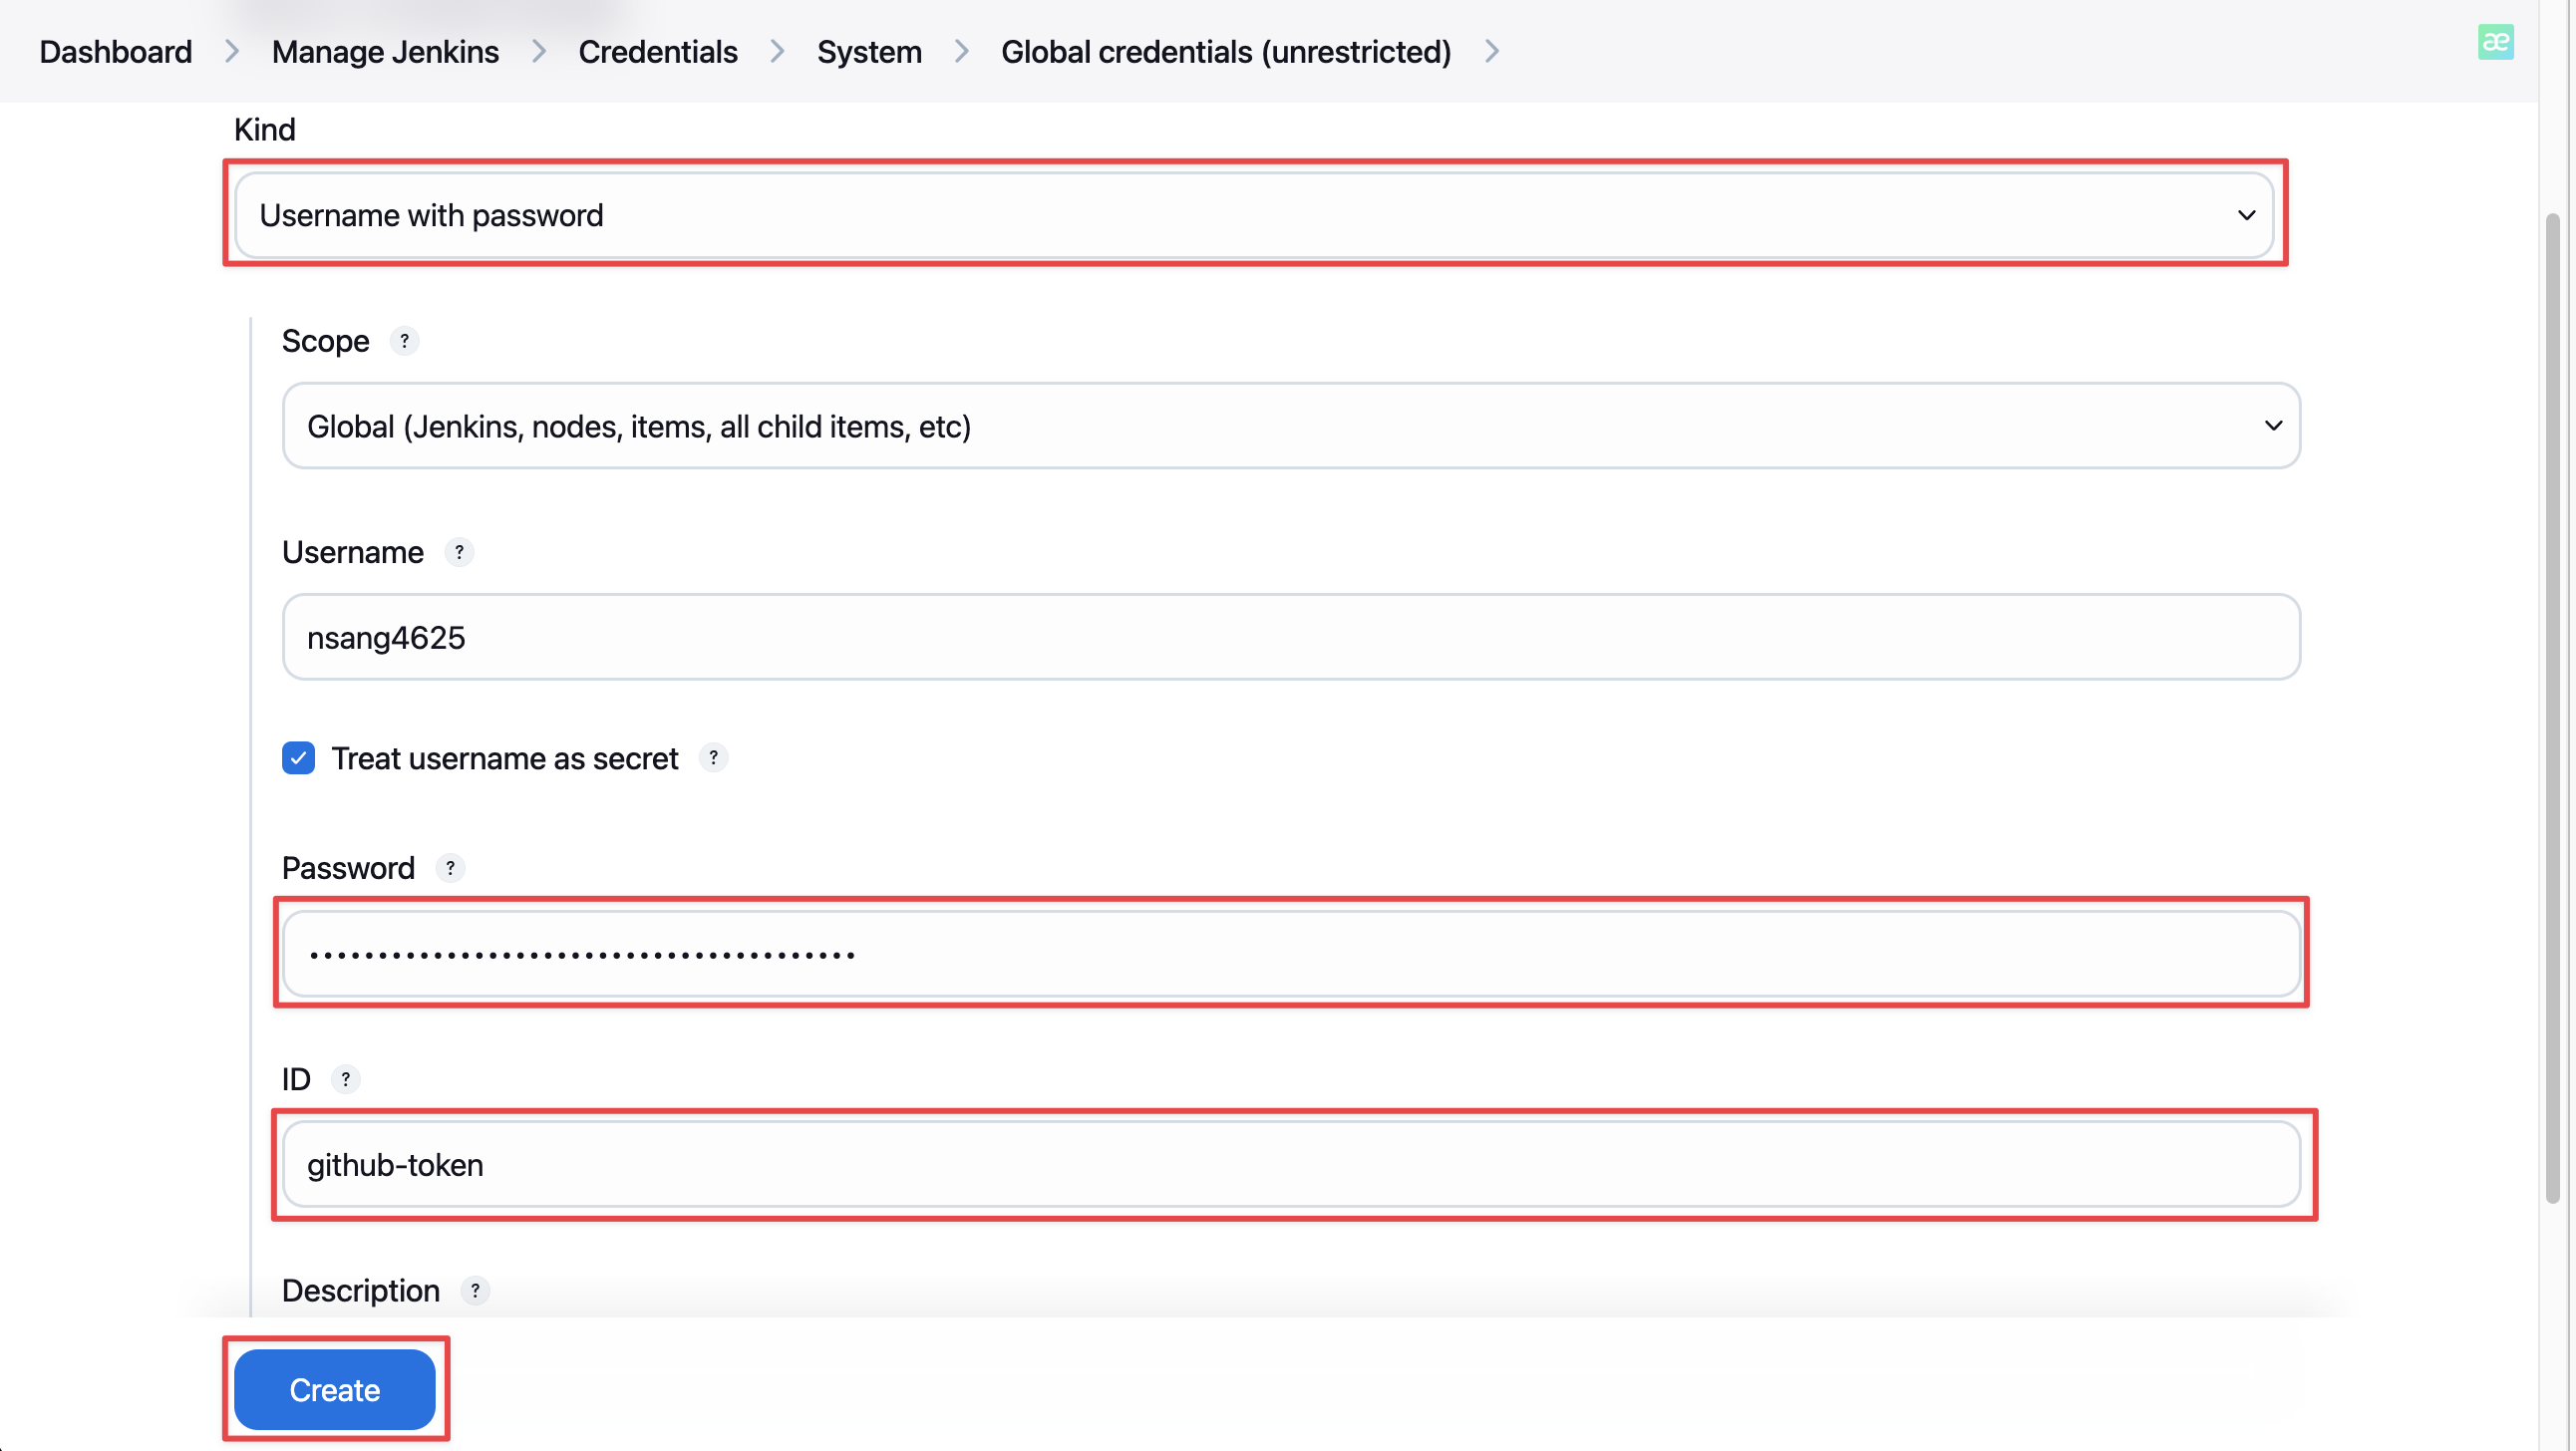 Dashboard > Manage Jenkins > Credentials > System > Global credentials (unrestricted) >
æ
Kind
Username with password
Scope ?
Global (Jenkins, nodes, items, all child items, etc)
Username ?
nsang4625
Treat username as secret ?
Password ?
••••••••••••••••••••••••••••••••••••••••
ID ?
github-token
Description ?
Create